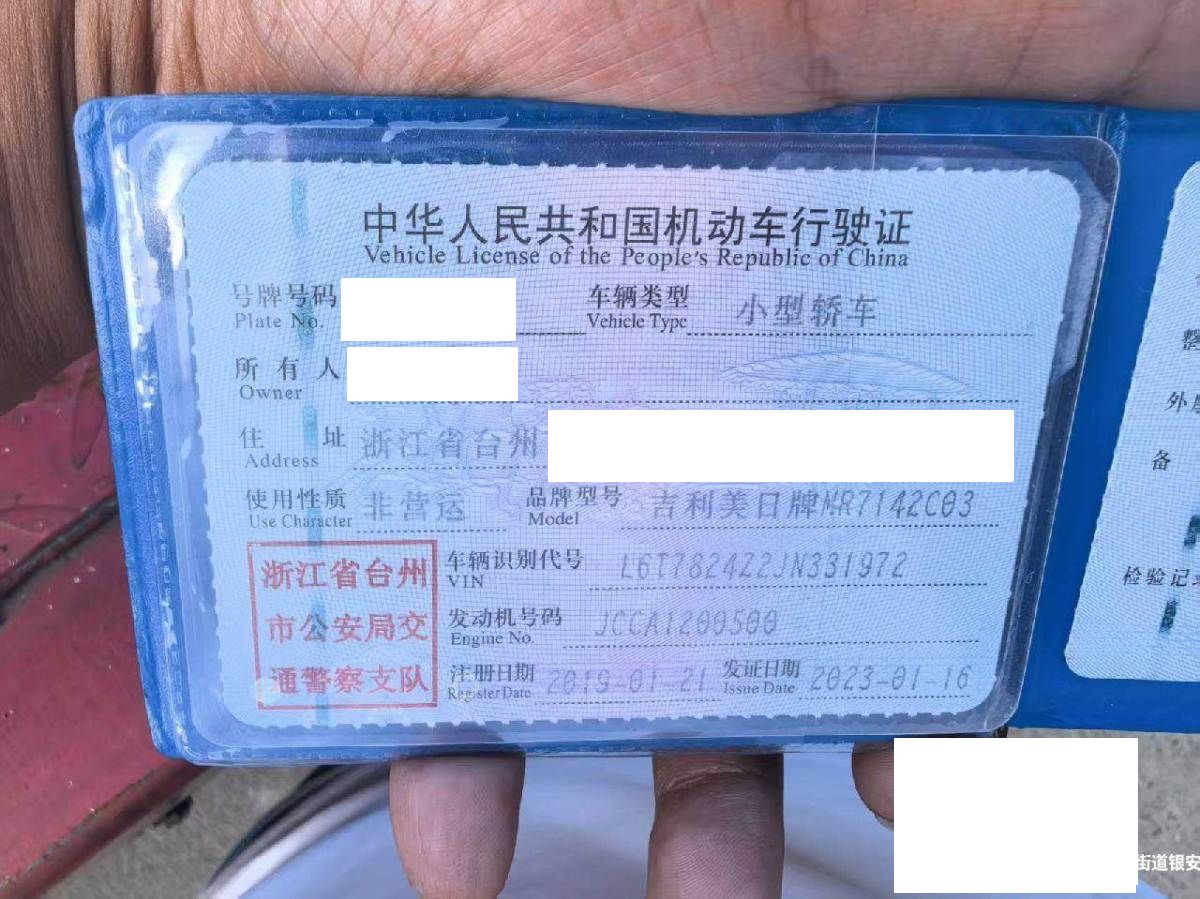 中华人民共和国机动车行驶证
Vehicle License of the People's Republic of China
号牌号码 车辆类型 小型轿车
Plate No. Vehicle Type
所有人
Owner
住址 浙江省台州
Address
使用性质 非营运 品牌型号 吉利美日牌MR7142C03
Use Character Model
浙江省台州
市公安局交
通警察支队
车辆识别代号 L6T7824Z2JN331972
VIN
发动机号码 JCCA1200500
Engine No.
注册日期 2019-01-21 发证日期 2023-01-16
Register Date Issue Date
整
外
备
检验记
街道银安